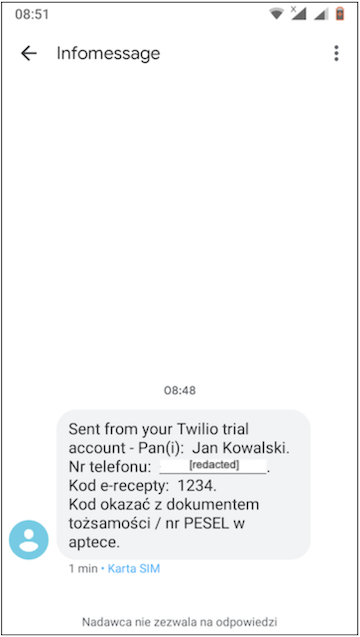 08:51
Infomessage
08:48
Sent from your Twilio trial
account - Pan(i):  Jan Kowalski.
Nr telefonu: [redacted].
Kod e-recepty:  1234.
Kod okazać z dokumentem
tożsamości / nr PESEL w
aptece.
1 min • Karta SIM
Nadawca nie zezwala na odpowiedzi